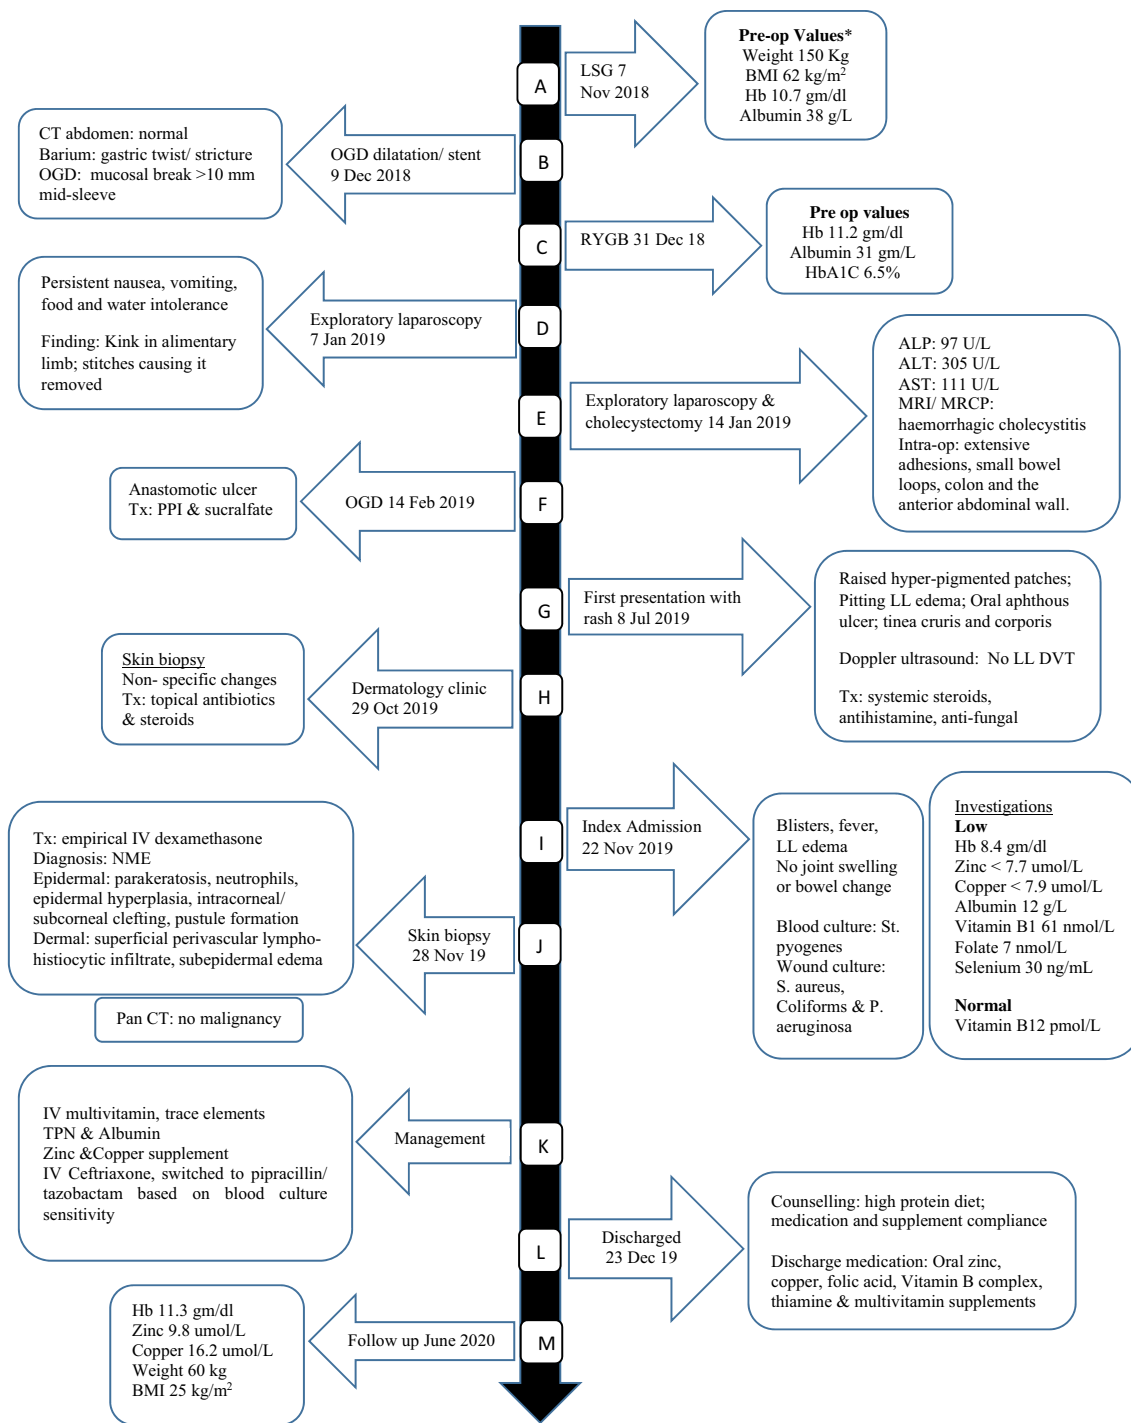 A
LSG 7
Nov 2018
Pre-op Values*
Weight 150 Kg
BMI 62 kg/m²
Hb 10.7 gm/dl
Albumin 38 g/L
B
OGD dilatation/ stent
9 Dec 2018
CT abdomen: normal
Barium: gastric twist/ stricture
OGD: mucosal break >10 mm
mid-sleeve
C
RYGB 31 Dec 18
Pre op values
Hb 11.2 gm/dl
Albumin 31 gm/L
HbA1C 6.5%
D
Exploratory laparoscopy
7 Jan 2019
Persistent nausea, vomiting,
food and water intolerance
Finding: Kink in alimentary
limb; stitches causing it
removed
E
Exploratory laparoscopy &
cholecystectomy 14 Jan 2019
ALP: 97 U/L
ALT: 305 U/L
AST: 111 U/L
MRI/ MRCP:
haemorrhagic cholecystitis
Intra-op: extensive
adhesions, small bowel
loops, colon and the
anterior abdominal wall.
F
OGD 14 Feb 2019
Anastomotic ulcer
Tx: PPI & sucralfate
G
First presentation with
rash 8 Jul 2019
Raised hyper-pigmented patches;
Pitting LL edema; Oral aphthous
ulcer; tinea cruris and corporis
Doppler ultrasound: No LL DVT
Tx: systemic steroids,
antihistamine, anti-fungal
H
Dermatology clinic
29 Oct 2019
Skin biopsy
Non- specific changes
Tx: topical antibiotics
& steroids
I
Index Admission
22 Nov 2019
Blisters, fever,
LL edema
No joint swelling
or bowel change
Blood culture: St.
pyogenes
Wound culture:
S. aureus,
Coliforms & P.
aeruginosa
Investigations
Low
Hb 8.4 gm/dl
Zinc < 7.7 umol/L
Copper < 7.9 umol/L
Albumin 12 g/L
Vitamin B1 61 nmol/L
Folate 7 nmol/L
Selenium 30 ng/mL
Normal
Vitamin B12 pmol/L
J
Skin biopsy
28 Nov 19
Tx: empirical IV dexamethasone
Diagnosis: NME
Epidermal: parakeratosis, neutrophils,
epidermal hyperplasia, intracorneal/
subcorneal clefting, pustule formation
Dermal: superficial perivascular lympho-
histiocytic infiltrate, subepidermal edema
Pan CT: no malignancy
K
Management
IV multivitamin, trace elements
TPN & Albumin
Zinc &Copper supplement
IV Ceftriaxone, switched to pipracillin/
tazobactam based on blood culture
sensitivity
L
Discharged
23 Dec 19
Counselling: high protein diet;
medication and supplement compliance
Discharge medication: Oral zinc,
copper, folic acid, Vitamin B complex,
thiamine & multivitamin supplements
M
Follow up June 2020
Hb 11.3 gm/dl
Zinc 9.8 umol/L
Copper 16.2 umol/L
Weight 60 kg
BMI 25 kg/m²